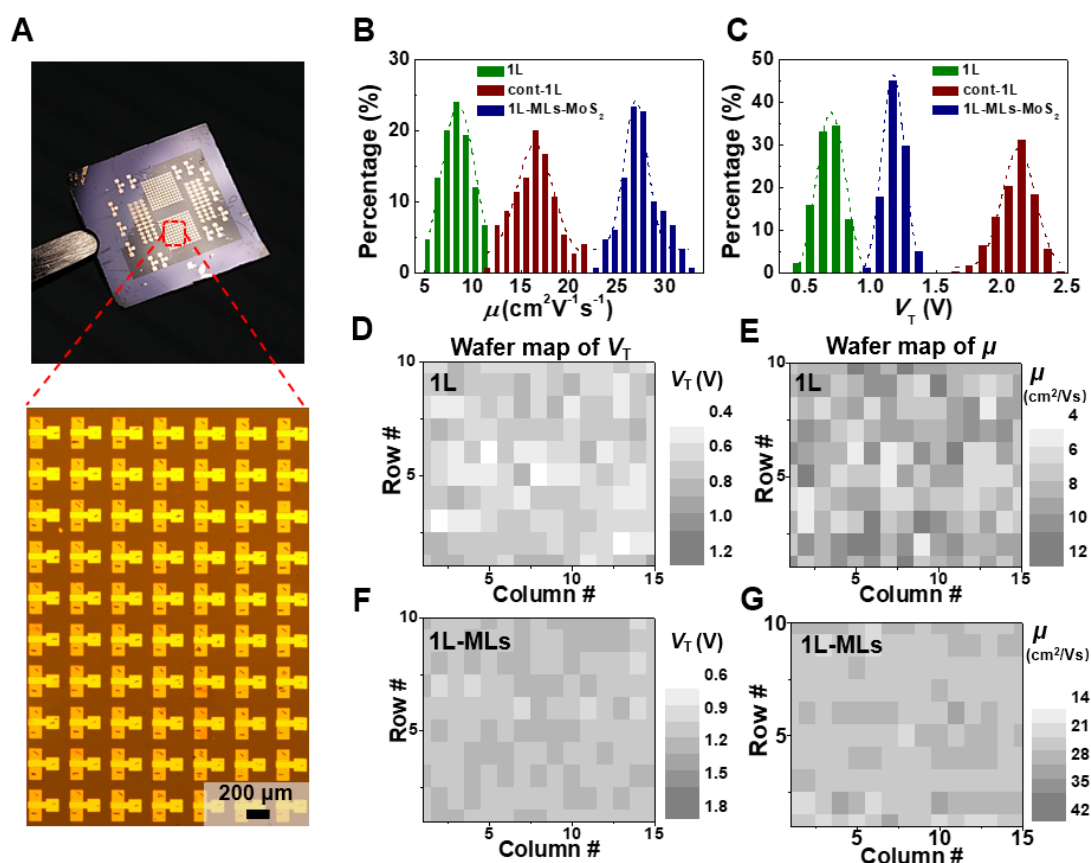 A
200 µm
B
Percentage (%)
30
20
10
0
1L
cont-1L
1L-MLs-MoS2
5 10 15 20 25 30
μ(cm2V-1s-1)
C
Percentage (%)
50
40
30
20
10
0
1L
cont-1L
1L-MLs-MoS2
0.5 1.0 1.5 2.0 2.5
VT (V)
D
Wafer map of VT
1L
Row #
10
5
5 10 15
Column #
VT (V)
0.4
0.6
0.8
1.0
1.2
E
Wafer map of μ
1L
Row #
10
5
5 10 15
Column #
μ
(cm2/Vs)
4
6
8
10
12
F
1L-MLs
Row #
10
5
5 10 15
Column #
VT (V)
0.6
0.9
1.2
1.5
1.8
G
1L-MLs
Row #
10
5
5 10 15
Column #
μ
(cm2/Vs)
14
21
28
35
42